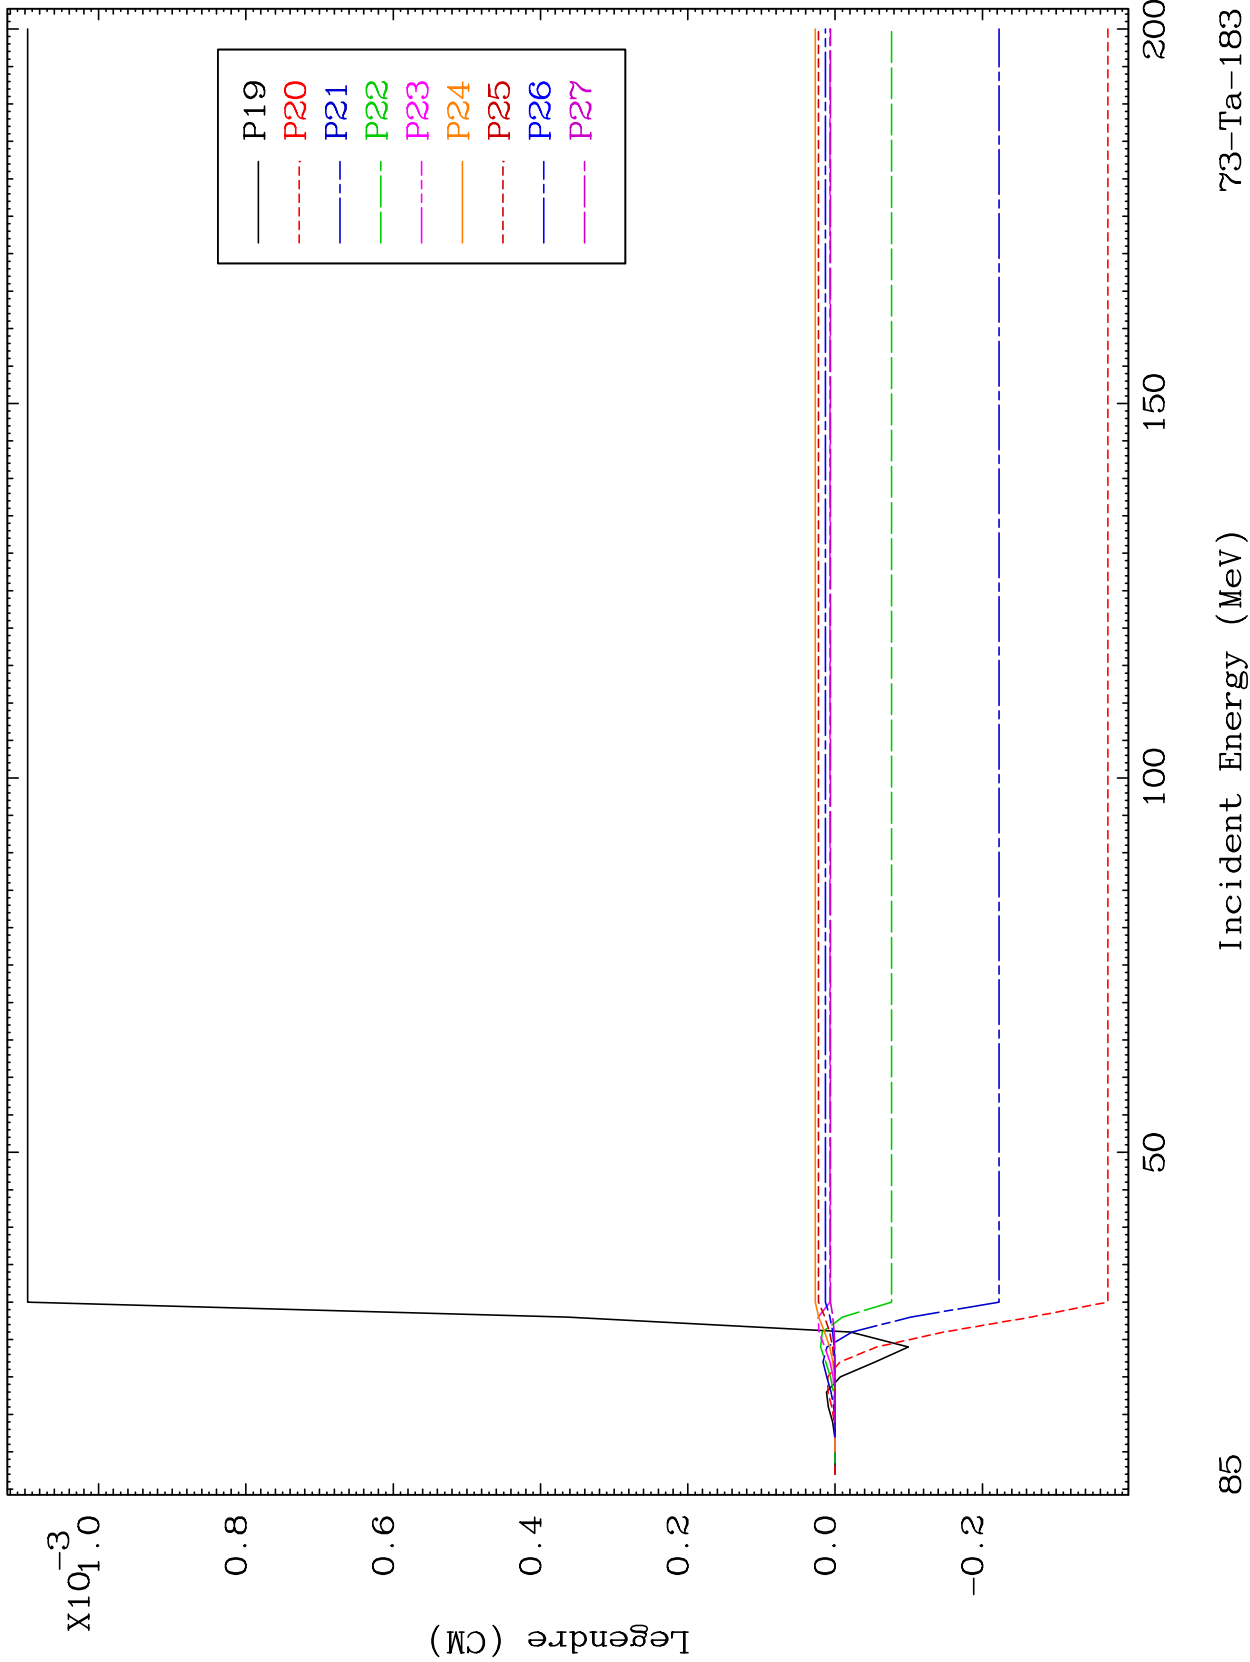 X10-3
1.0
0.8
0.6
0.4
0.2
0.0
-0.2
Legendre (CM)
P19
P20
P21
P22
P23
P24
P25
P26
P27
50
100
150
200
Incident Energy (MeV)
85
73-Ta-183